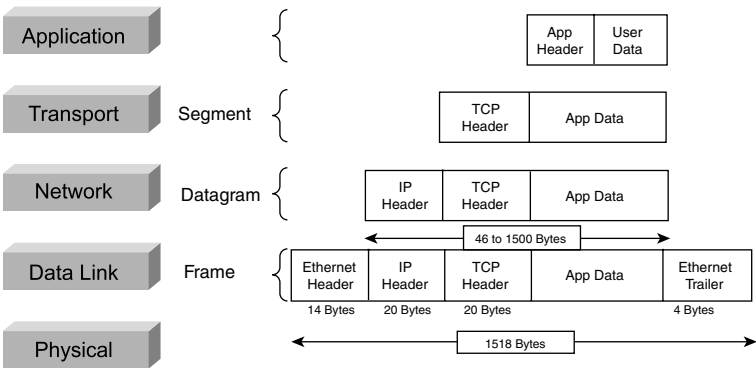 Application
App
Header
User
Data
Transport
Segment
TCP
Header
App Data
Network
Datagram
IP
Header
TCP
Header
App Data
46 to 1500 Bytes
Data Link
Frame
Ethernet
Header
IP
Header
TCP
Header
App Data
Ethernet
Trailer
14 Bytes
20 Bytes
20 Bytes
4 Bytes
Physical
1518 Bytes